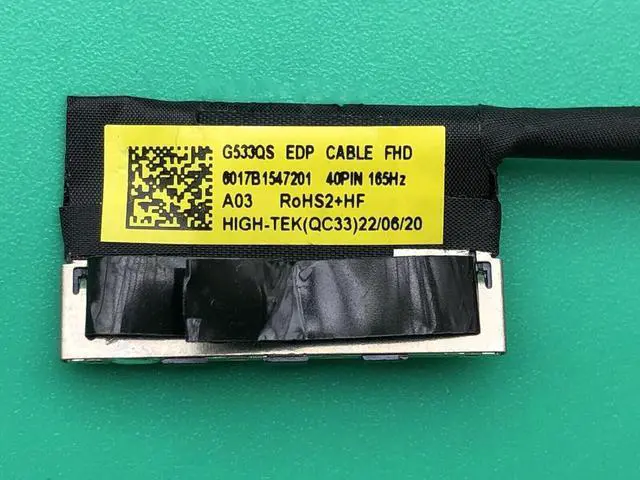 G533QS EDP CABLE FHD
6017B1547201 40PIN 165Hz
A03 RoHS2+HF
HIGH-TEK(QC33)22/06/20